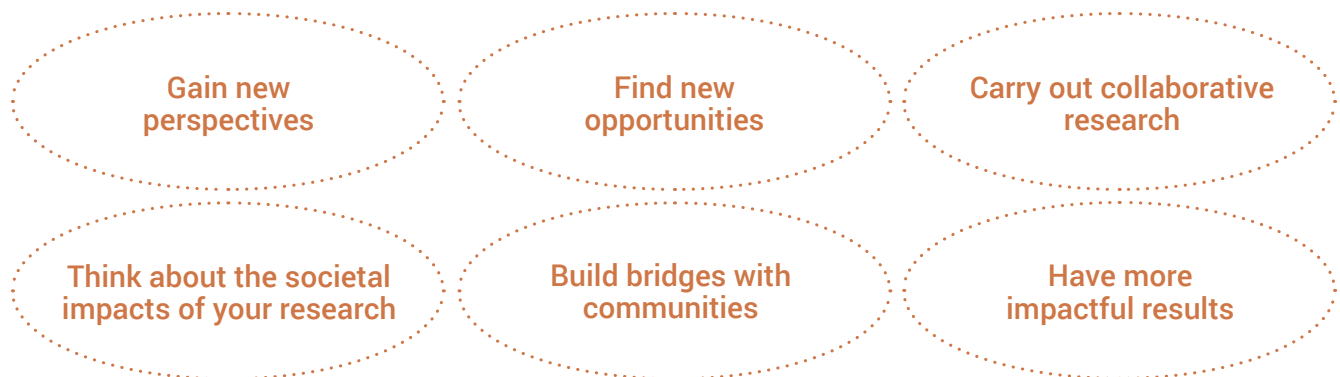 Gain new
perspectives
Find new
opportunities
Carry out collaborative
research
Think about the societal
impacts of your research
Build bridges with
communities
Have more
impactful results